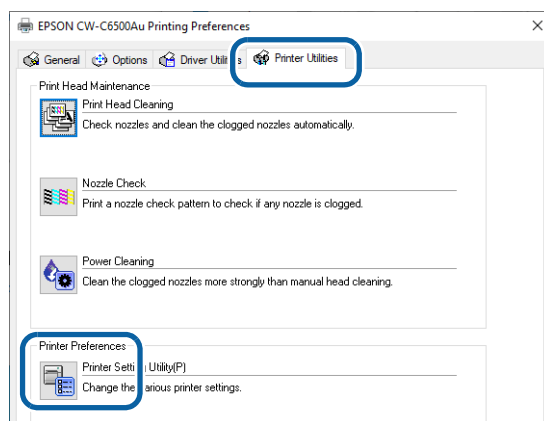 EPSON CW-C6500Au Printing Preferences
General Options Driver Utilities Printer Utilities
Print Head Maintenance
Print Head Cleaning
Check nozzles and clean the clogged nozzles automatically.
Nozzle Check
Print a nozzle check pattern to check if any nozzle is clogged.
Power Cleaning
Clean the clogged nozzles more strongly than manual head cleaning.
Printer Preferences
Printer Setting Utility(P)
Change the various printer settings.